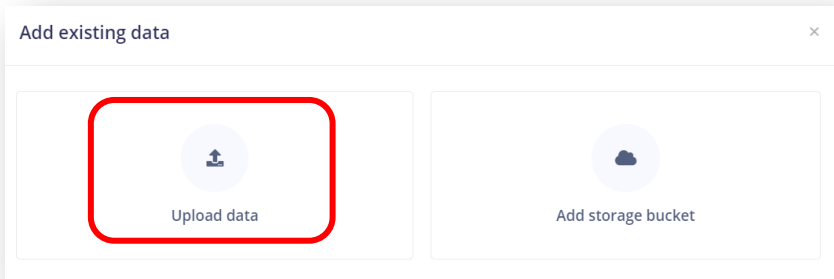 Add existing data
×
Upload data
Add storage bucket